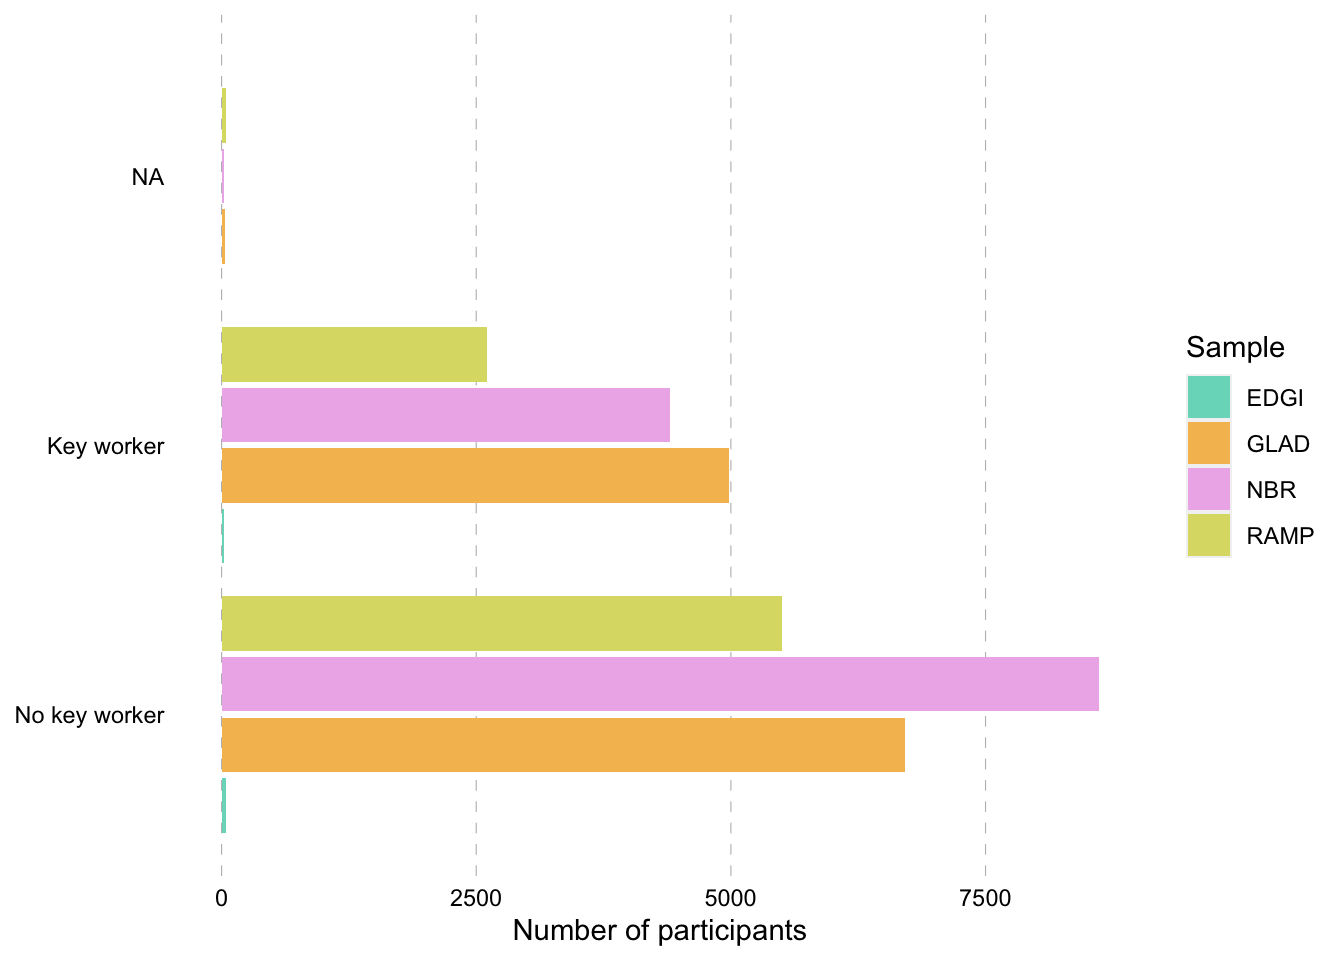 NA
Key worker
No key worker
0 2500 5000 7500
Number of participants
Sample
EDGI
GLAD
NBR
RAMP